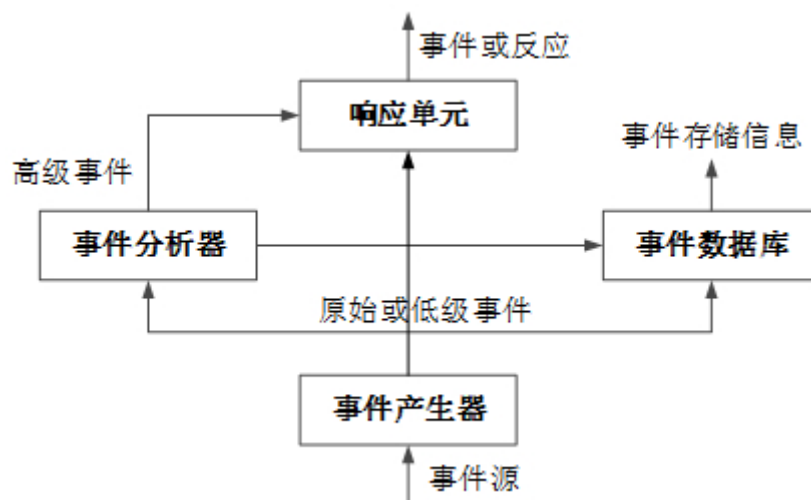 事件或反应
响应单元
事件存储信息
高级事件
事件分析器
事件数据库
原始或低级事件
事件产生器
事件源